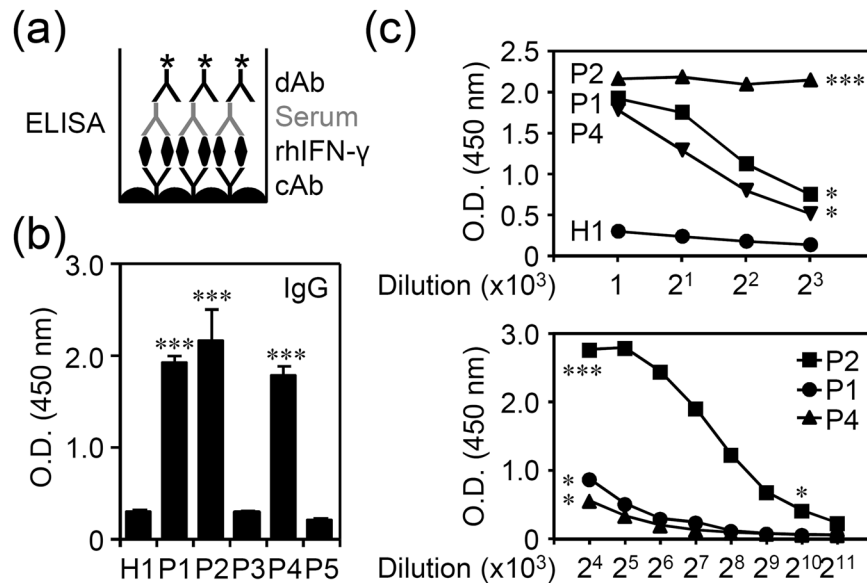 (a)
* * *
ELISA
dAb
Serum
rhIFN-γ
cAb
(b)
3.0
2.0
1.0
0
O.D. (450 nm)
IgG
***
***
***
H1 P1 P2 P3 P4 P5
(c)
2.5
2.0
1.5
1.0
0.5
0
O.D. (450 nm)
P2
P1
P4
H1
***
*
*
Dilution (x10³)
1 2¹ 2² 2³
3.0
2.0
1.0
0
O.D. (450 nm)
***
*
*
*
P2
P1
P4
Dilution (x10³)
2⁴ 2⁵ 2⁶ 2⁷ 2⁸ 2⁹ 2¹⁰ 2¹¹